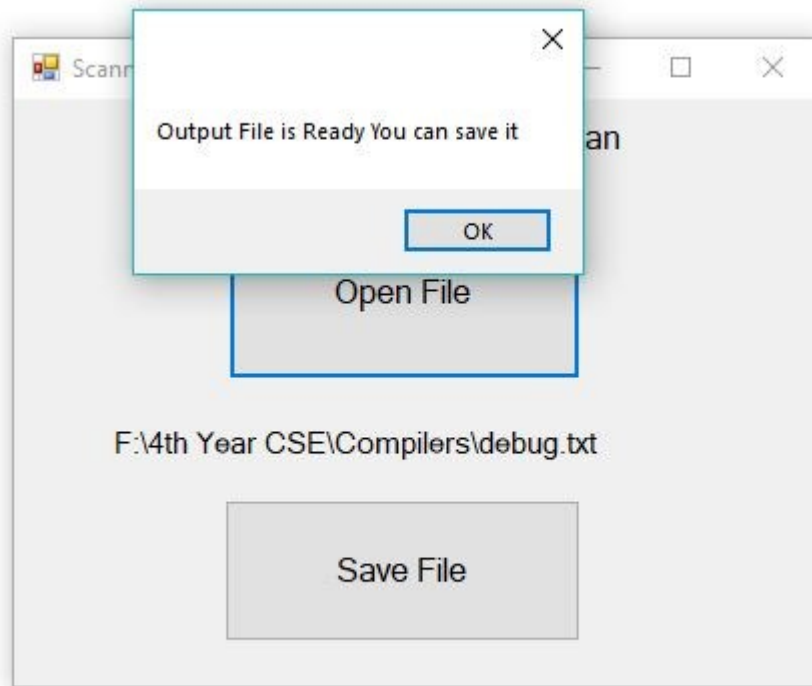 Output File is Ready You can save it
OK
an
Open File
F:\4th Year CSE\Compilers\debug.txt
Save File